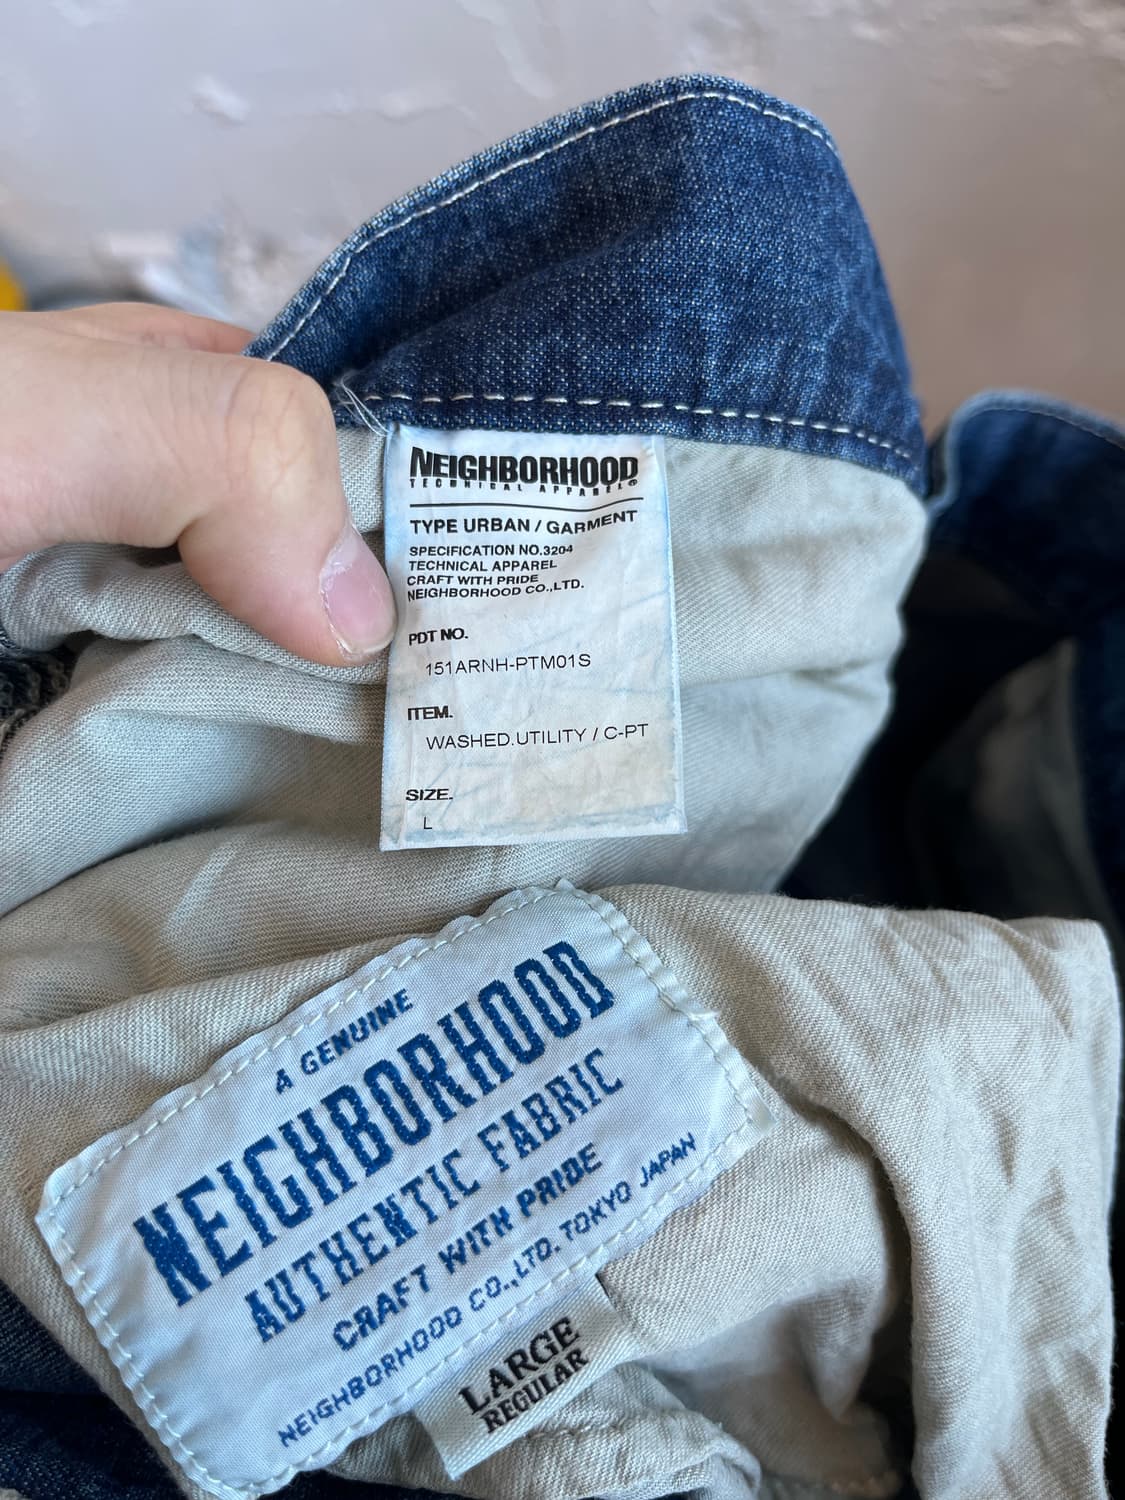 NEIGHBORHOOD
TECHNICAL APPAREL®
TYPE URBAN / GARMENT
SPECIFICATION NO.3204
TECHNICAL APPAREL
CRAFT WITH PRIDE
NEIGHBORHOOD CO.,LTD.
PDT NO.
151ARNH-PTM01S
ITEM.
WASHED.UTILITY / C-PT
SIZE.
L
A GENUINE
NEIGHBORHOOD
AUTHENTIC FABRIC
CRAFT WITH PRIDE
NEIGHBORHOOD CO.,LTD. TOKYO JAPAN
LARGE
REGULAR